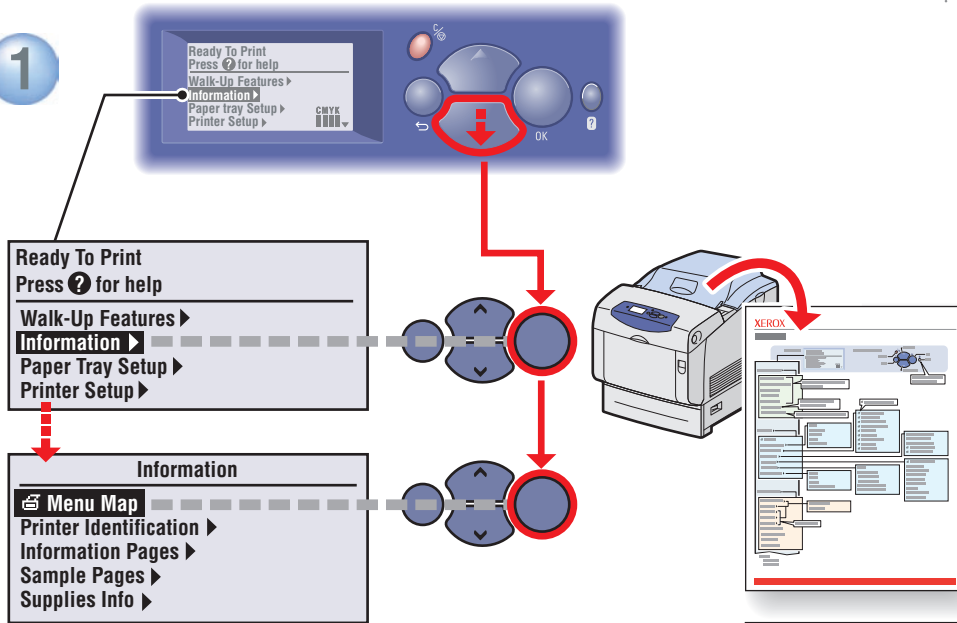 1
Ready To Print
Press ? for help
Walk-Up Features
Information
Paper tray Setup
Printer Setup
CMYK
C/
OK
?
Ready To Print
Press ? for help
Walk-Up Features
Information
Paper Tray Setup
Printer Setup
Information
Menu Map
Printer Identification
Information Pages
Sample Pages
Supplies Info
XEROX